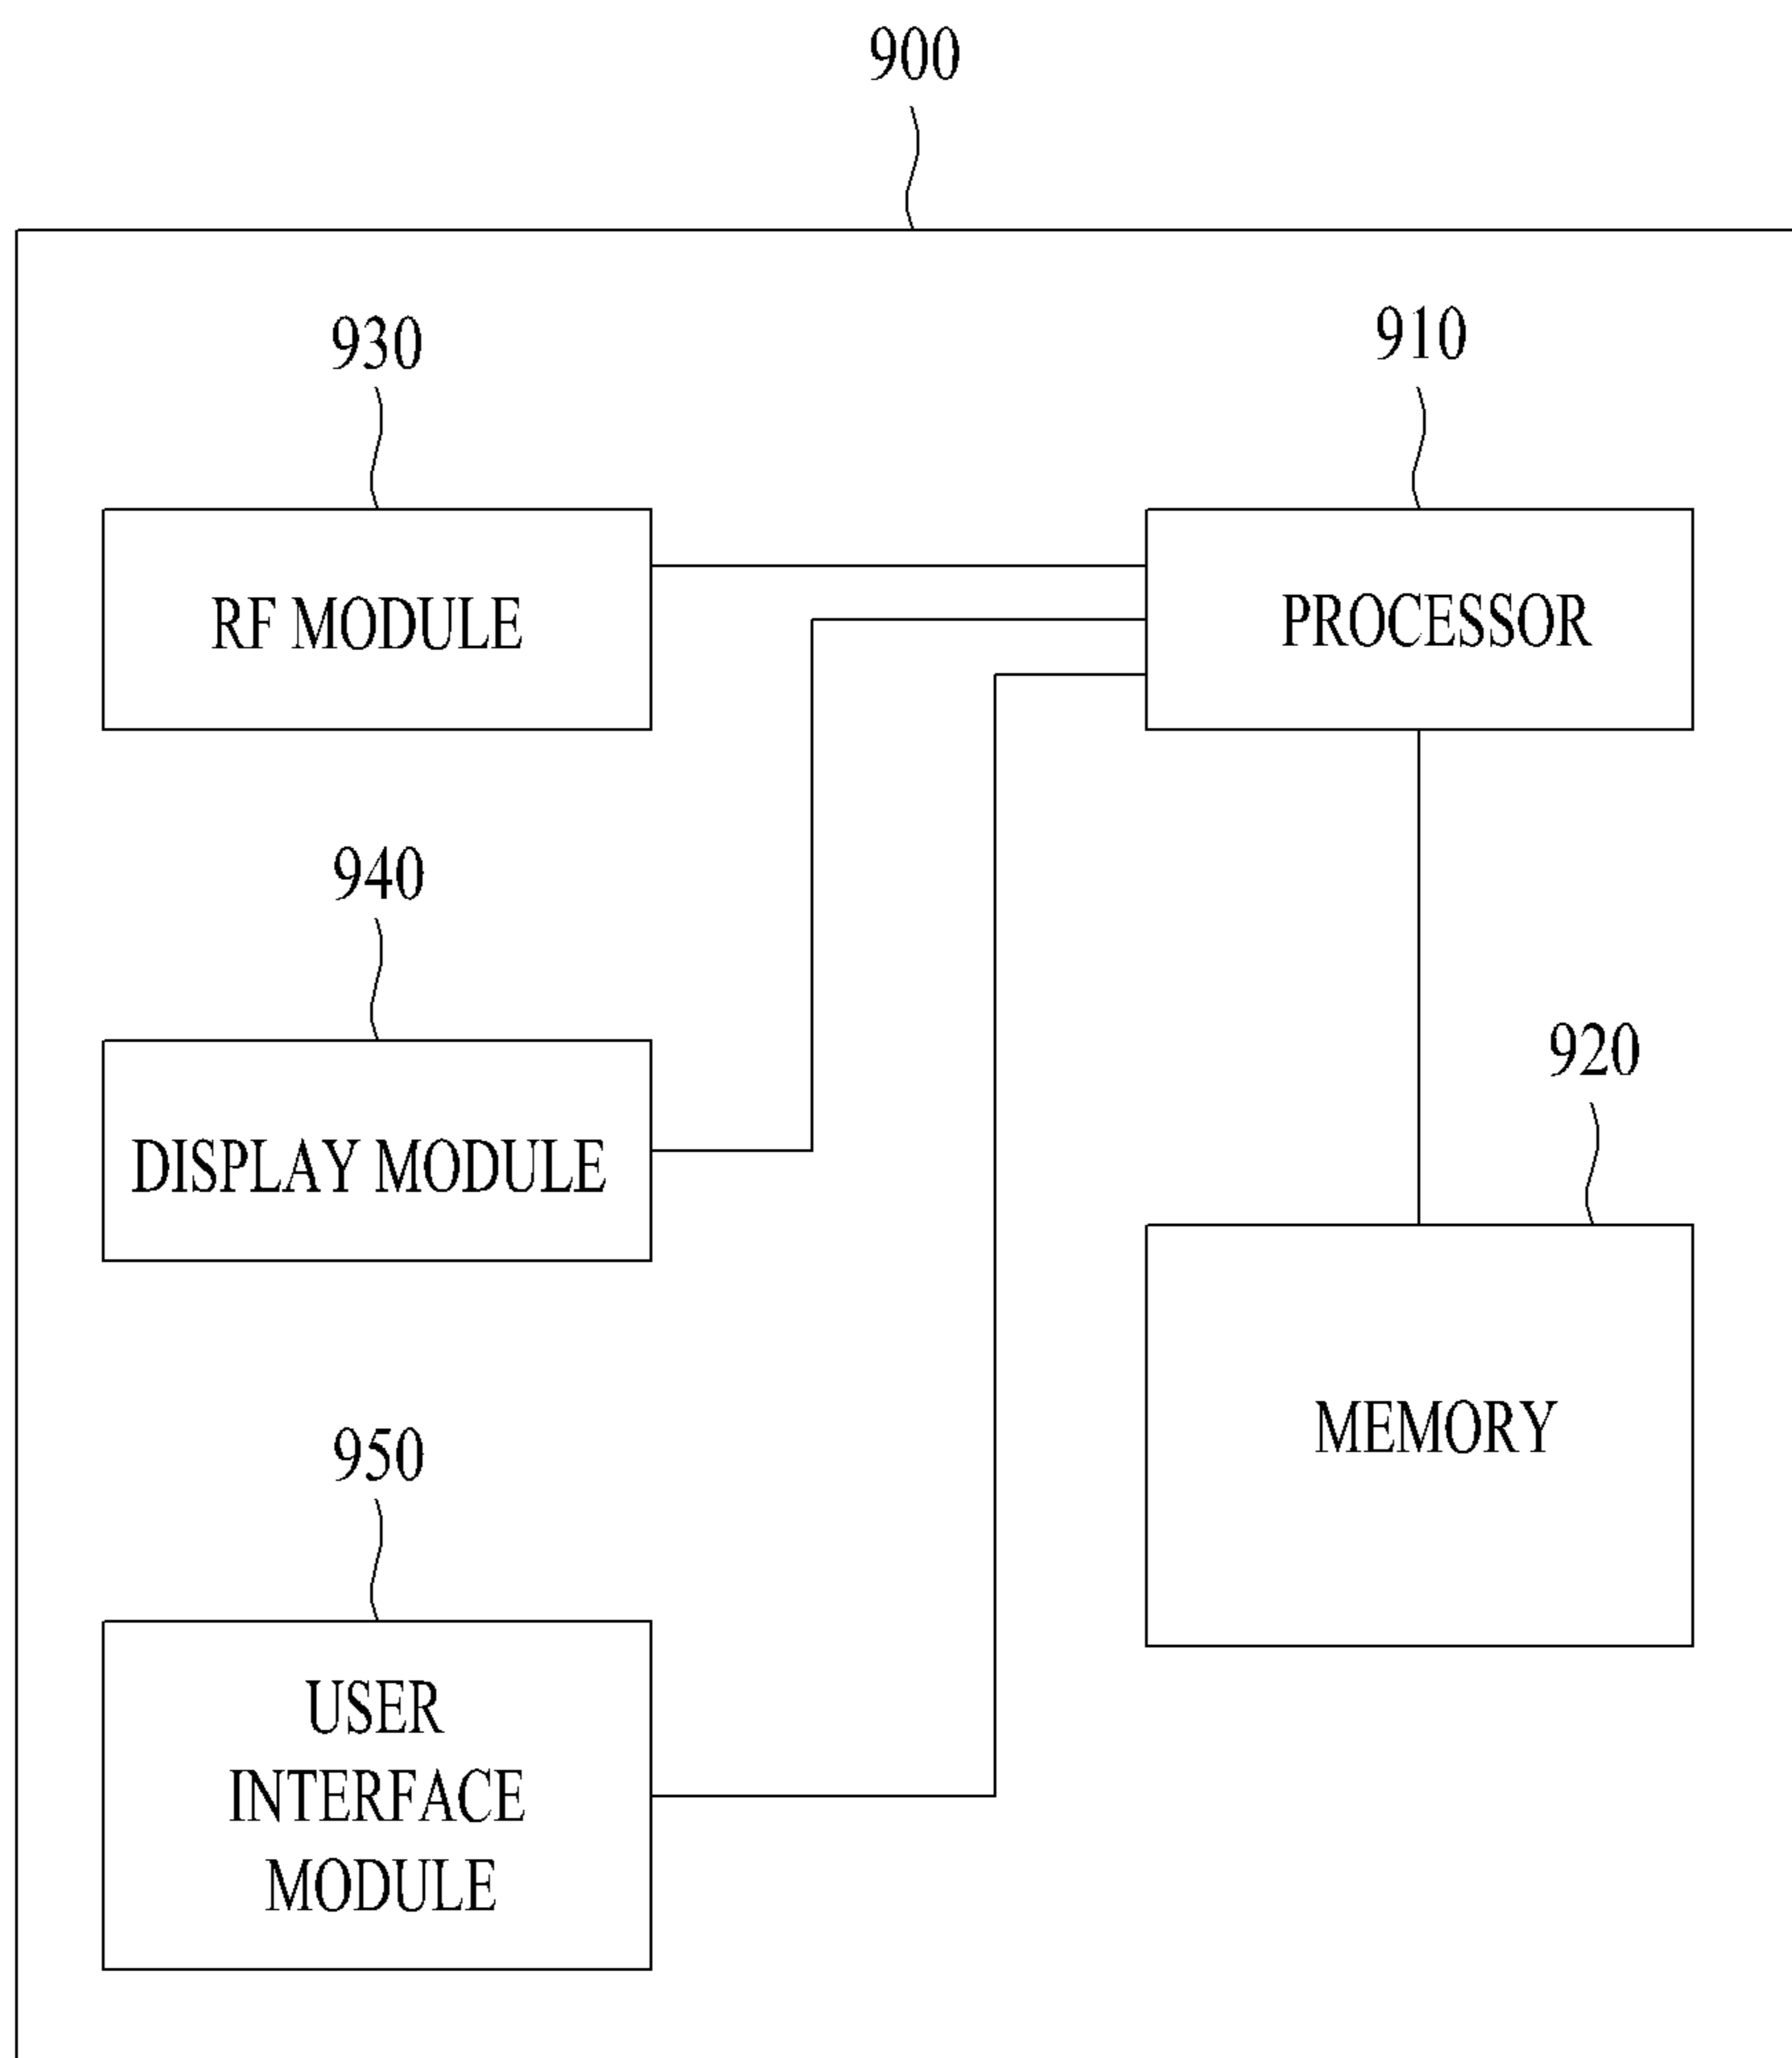 900
930
910
RF MODULE
PROCESSOR
940
920
DISPLAY MODULE
MEMORY
950
USER
INTERFACE
MODULE